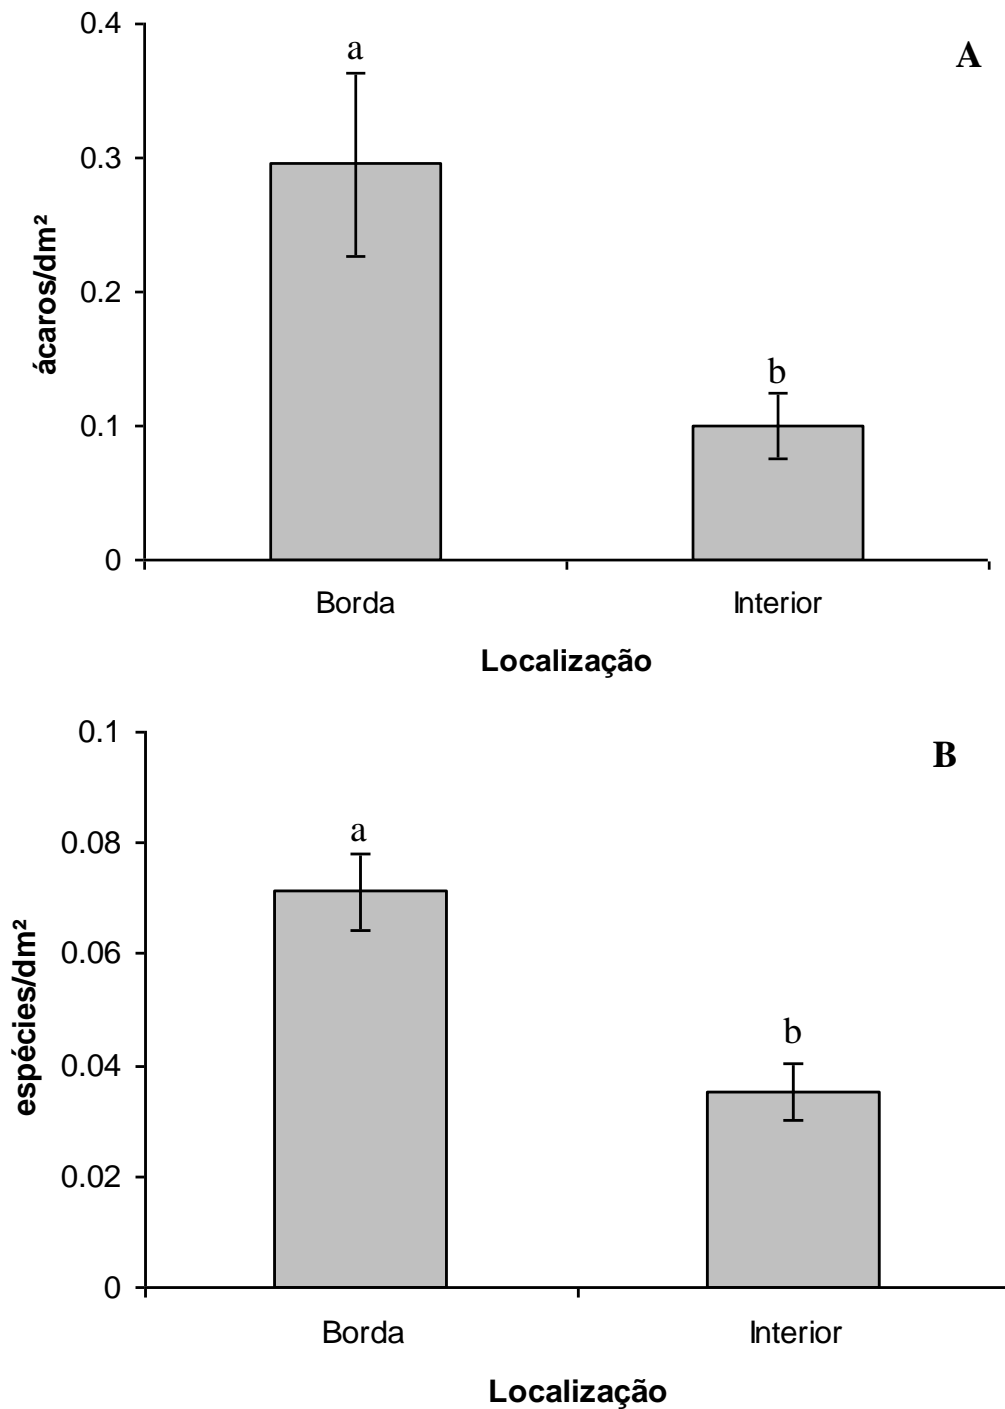 0.4
a
A
0.3
0.2
b
0.1
0
ácaros/dm²
Borda
Interior
Localização
0.1
B
a
0.08
0.06
b
0.04
0.02
0
espécies/dm²
Borda
Interior
Localização